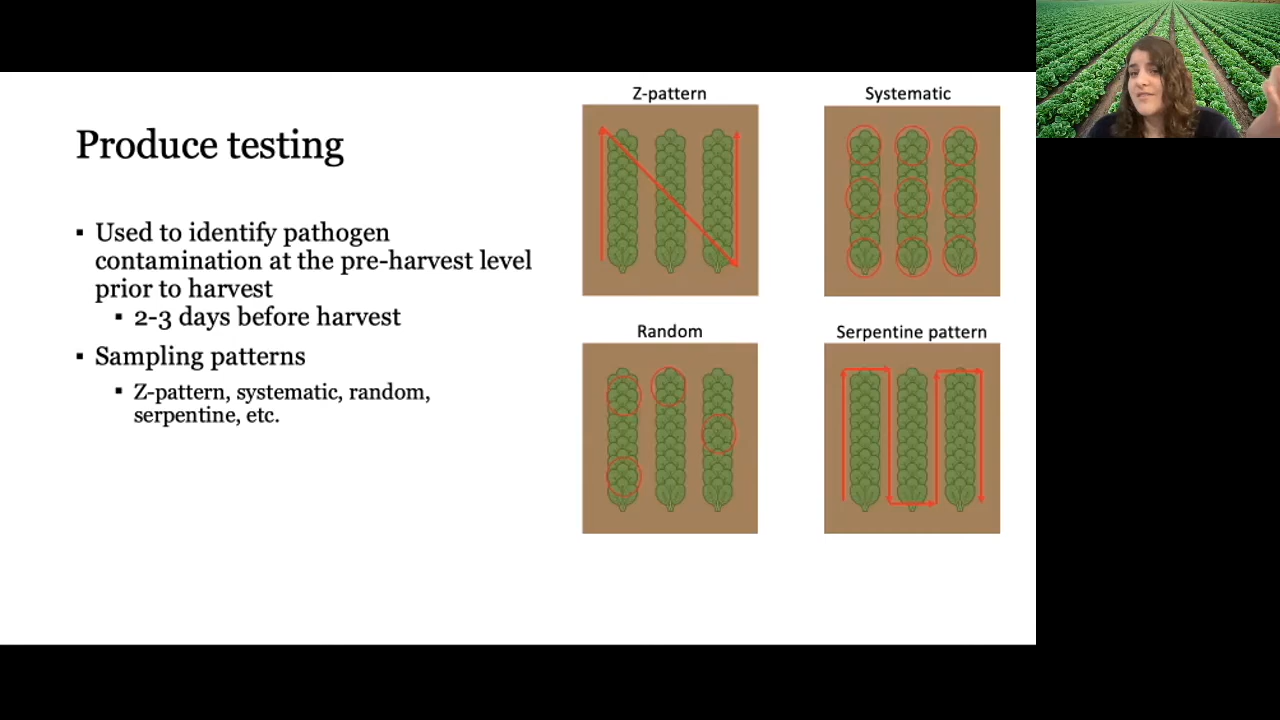 Produce testing
▪ Used to identify pathogen
contamination at the pre-harvest level
prior to harvest
▪ 2-3 days before harvest
▪ Sampling patterns
▪ Z-pattern, systematic, random,
serpentine, etc.
Z-pattern
Systematic
Random
Serpentine pattern